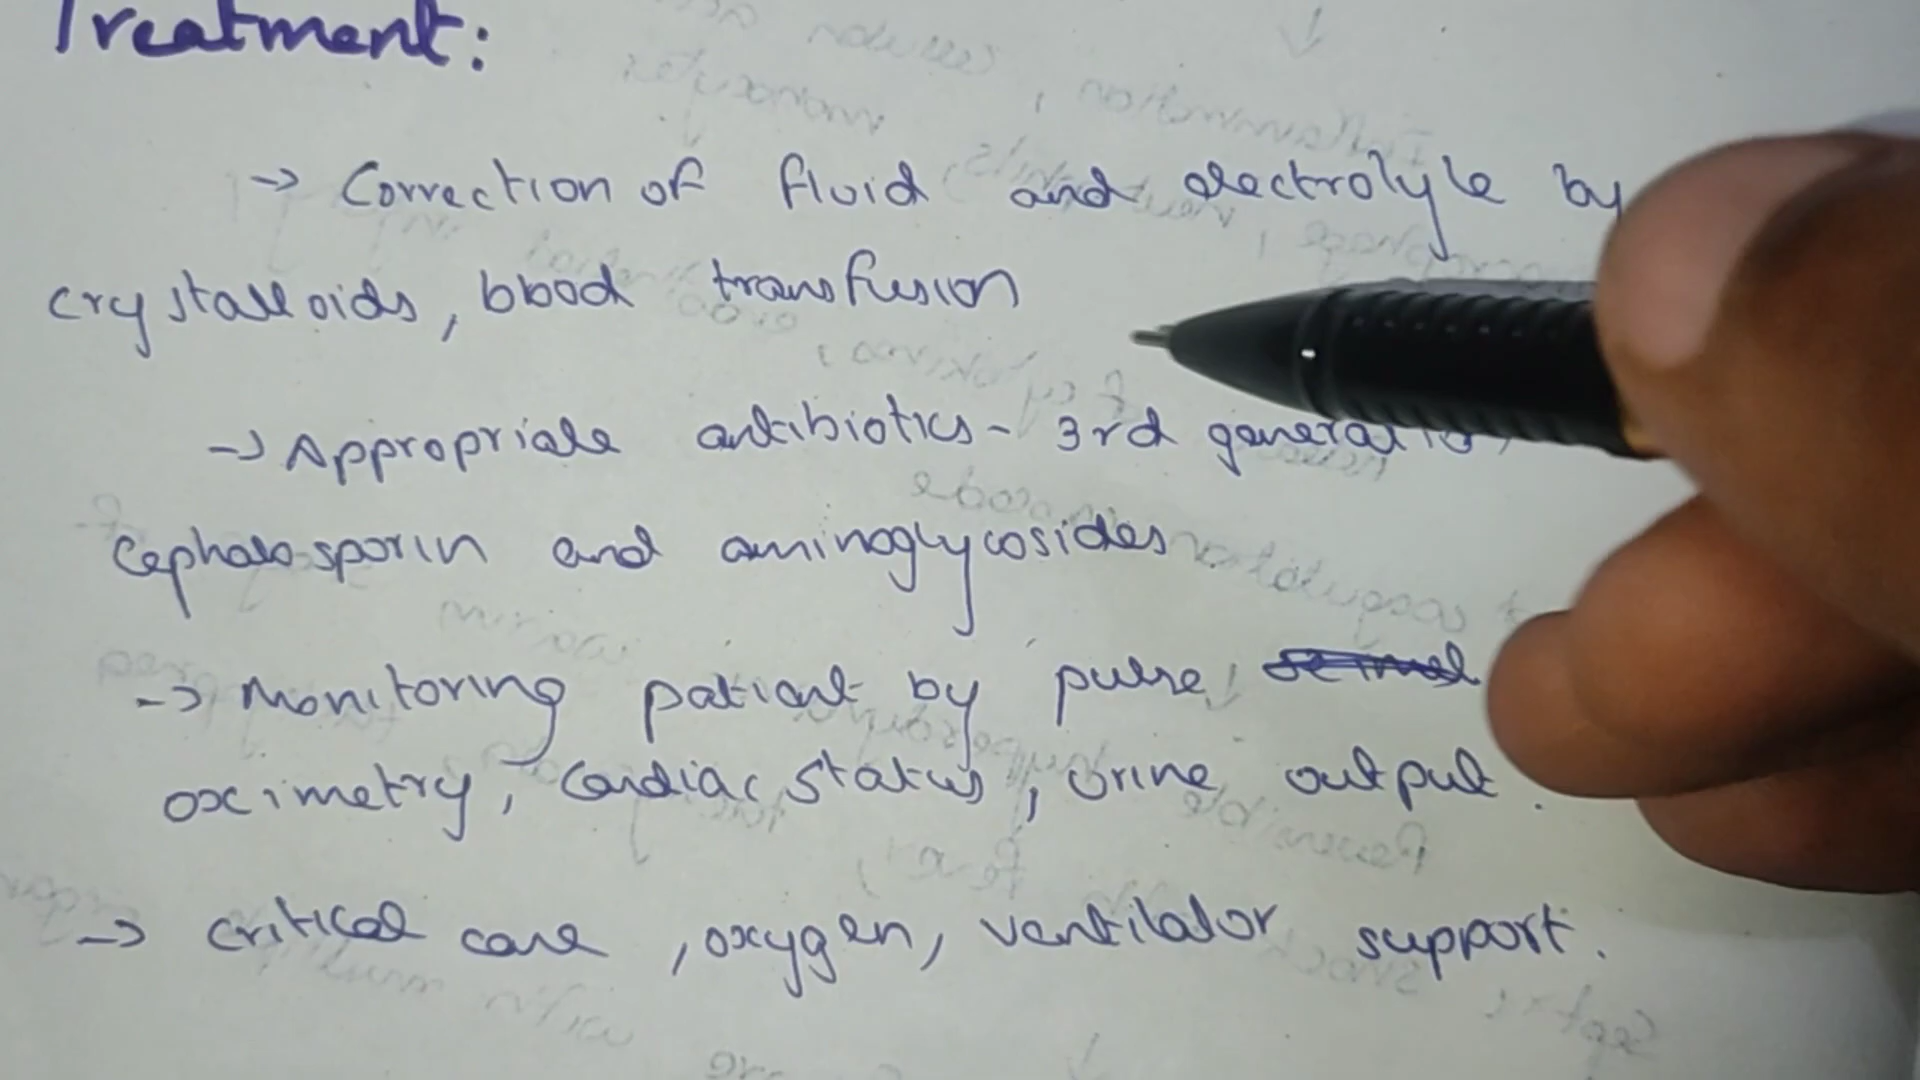 Treatment:
→ Correction of fluid and electrolyte by
crystalloids, blood transfusion
→ Appropriate antibiotics - 3rd generation
cephalosporin and aminoglycosides
→ Monitoring patient by pulse,
oximetry, cardiac status, urine output.
→ critical care, oxygen, ventilator support.